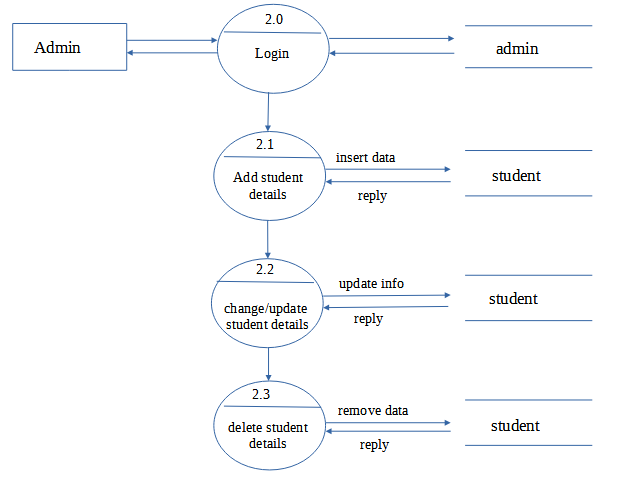 2.0
Admin
Login
admin
2.1
insert data
Add student
details
student
reply
2.2
update info
change/update
student details
student
reply
2.3
remove data
delete student
details
student
reply